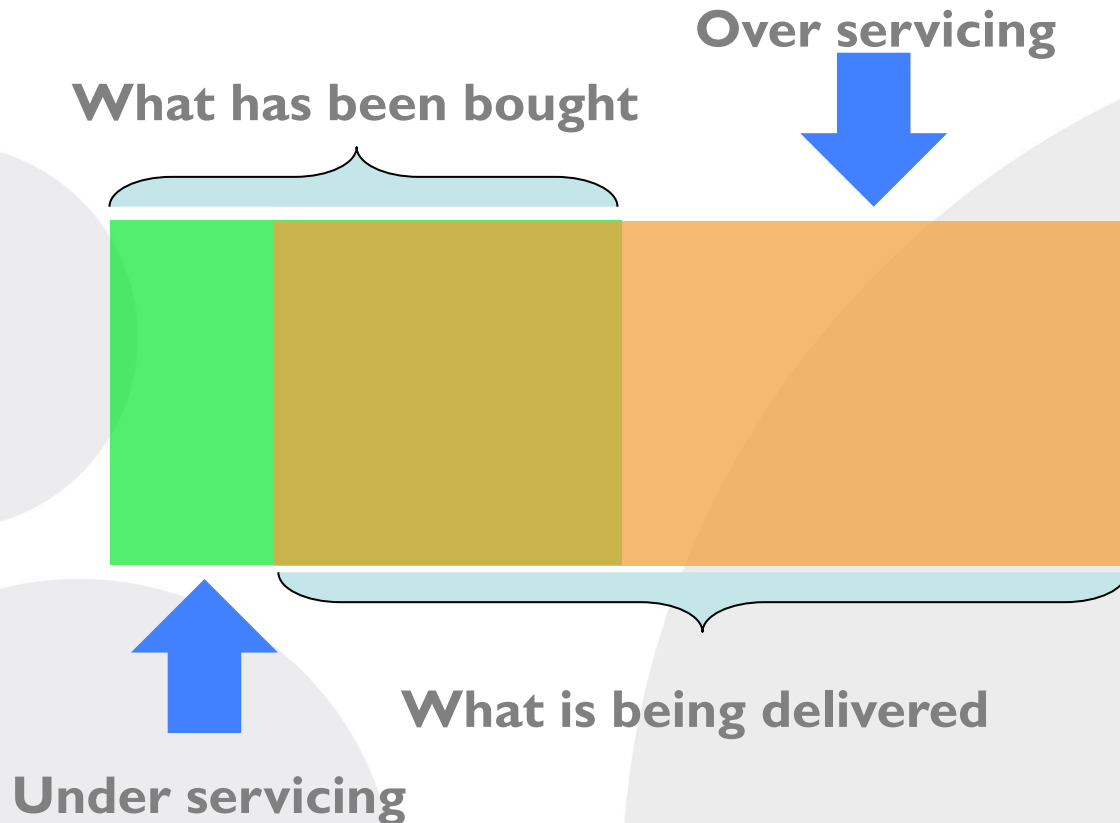 Over servicing
What has been bought
What is being delivered
Under servicing